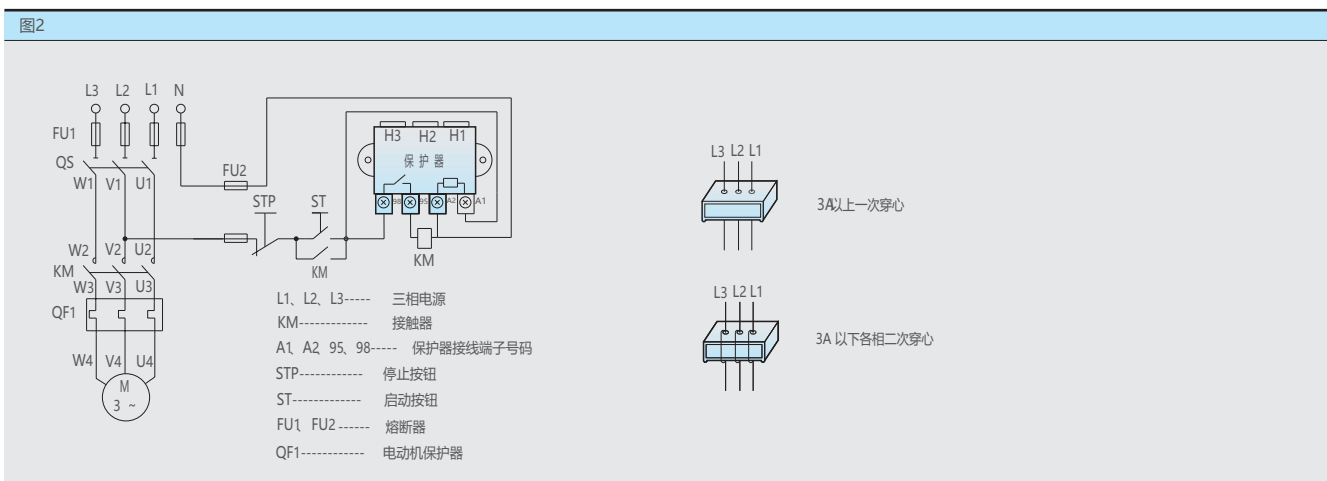 图2
L3 L2 L1 N
FU1
QS
W1 V1 U1
FU2
STP ST
H3 H2 H1
保护器
98 95 A2 A1
KM
KM
W2 V2 U2
KM
W3 V3 U3
QF1
W4 V4 U4
M
3 ~
L1、L2、L3----- 三相电源
KM------------- 接触器
A1、A2、95、98----- 保护器接线端子号码
STP------------ 停止按钮
ST------------- 启动按钮
FU1、FU2 ------ 熔断器
QF1------------ 电动机保护器
L3 L2 L1
3A以上一次穿心
L3 L2 L1
3A 以下各相二次穿心